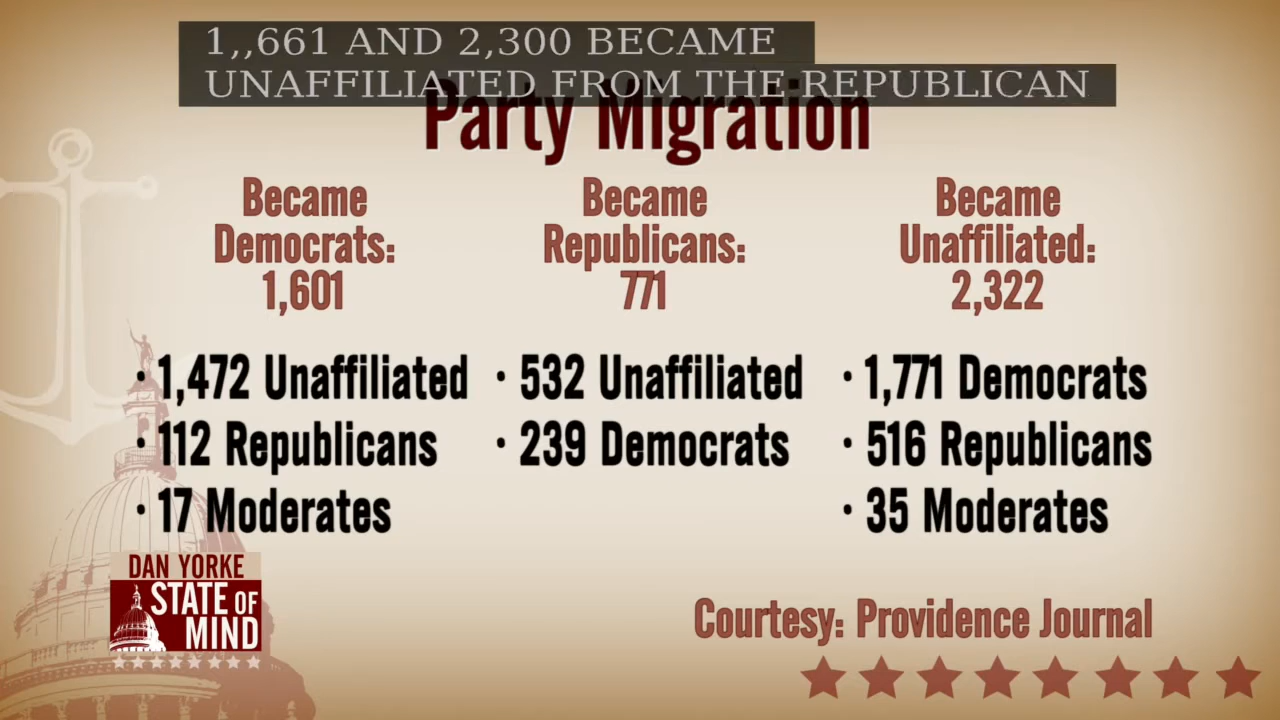 1,,661 AND 2,300 BECAME
UNAFFILIATED FROM THE REPUBLICAN
Party Migration
Became
Democrats:
1,601
· 1,472 Unaffiliated
· 112 Republicans
· 17 Moderates
Became
Republicans:
771
· 532 Unaffiliated
· 239 Democrats
Became
Unaffiliated:
2,322
· 1,771 Democrats
· 516 Republicans
· 35 Moderates
DAN YORKE
STATE OF
MIND
Courtesy: Providence Journal